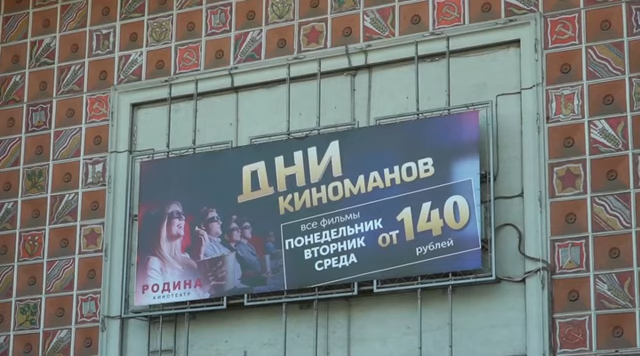 ДНИ
КИНОМАНОВ
все фильмы
ПОНЕДЕЛЬНИК
ВТОРНИК
СРЕДА
от 140
рублей
РОДИНА
КИНОТЕАТР